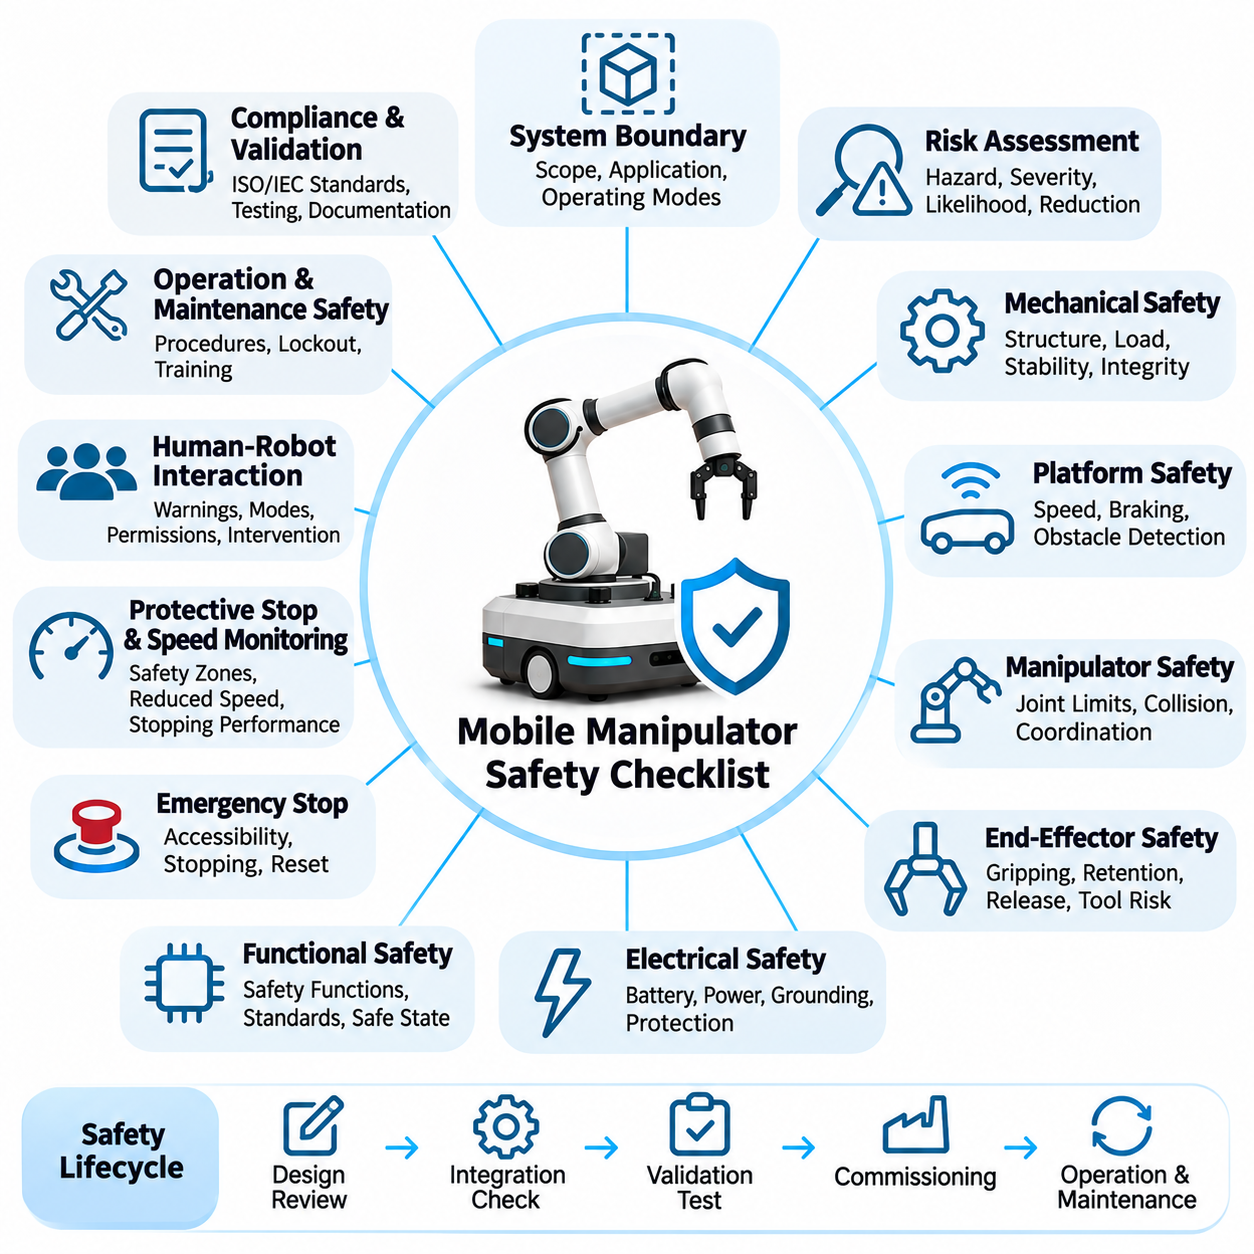 System Boundary
Scope, Application,
Operating Modes
Compliance &
Validation
ISO/IEC Standards,
Testing, Documentation
Risk Assessment
Hazard, Severity,
Likelihood, Reduction
Operation &
Maintenance Safety
Procedures, Lockout,
Training
Mechanical Safety
Structure, Load,
Stability, Integrity
Human-Robot
Interaction
Warnings, Modes,
Permissions, Intervention
Platform Safety
Speed, Braking,
Obstacle Detection
Protective Stop
& Speed Monitoring
Safety Zones,
Reduced Speed,
Stopping Performance
Manipulator Safety
Joint Limits, Collision,
Coordination
Mobile Manipulator
Safety Checklist
Emergency Stop
Accessibility,
Stopping, Reset
End-Effector Safety
Gripping, Retention,
Release, Tool Risk
Functional Safety
Safety Functions,
Standards, Safe State
Electrical Safety
Battery, Power, Grounding,
Protection
Safety
Lifecycle
Design
Review
Integration
Check
Validation
Test
Commissioning
Operation &
Maintenance